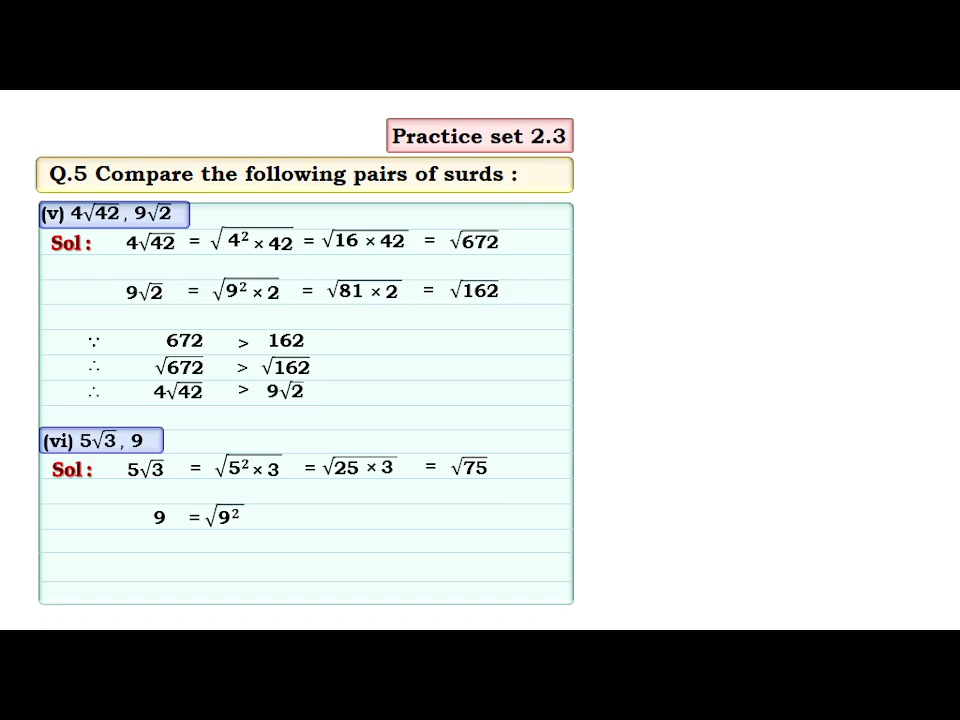 Practice set 2.3
Q.5 Compare the following pairs of surds :
(v) 4√42 , 9√2
Sol : 4√42 = √4² × 42 = √16 × 42 = √672
9√2 = √9² × 2 = √81 × 2 = √162
∵ 672 > 162
∴ √672 > √162
∴ 4√42 > 9√2
(vi) 5√3 , 9
Sol : 5√3 = √5² × 3 = √25 × 3 = √75
9 = √9²